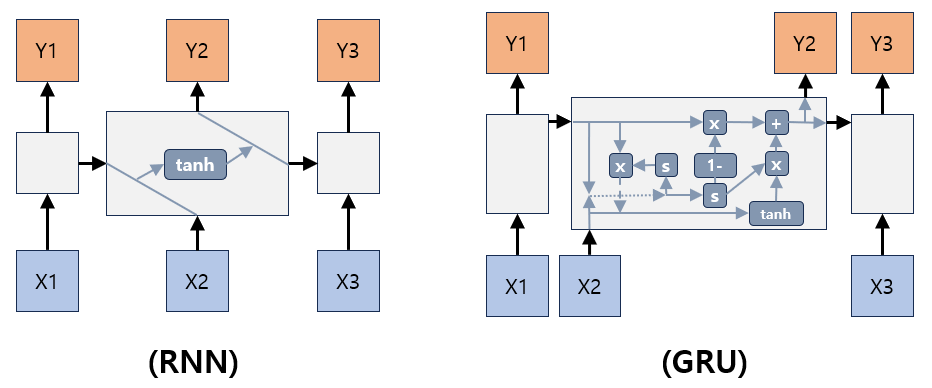 Y1
Y2
Y3
tanh
X1
X2
X3
(RNN)
Y1
Y2
Y3
x
+
x
s
1-
x
s
tanh
X1
X2
X3
(GRU)